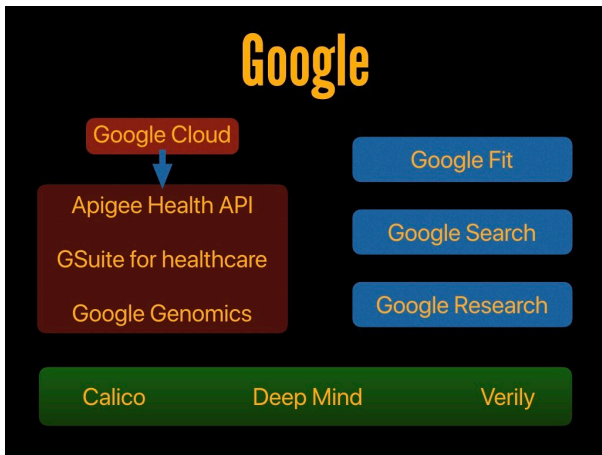 Google
Google Cloud
Apigee Health API
GSuite for healthcare
Google Genomics
Google Fit
Google Search
Google Research
Calico Deep Mind Verily